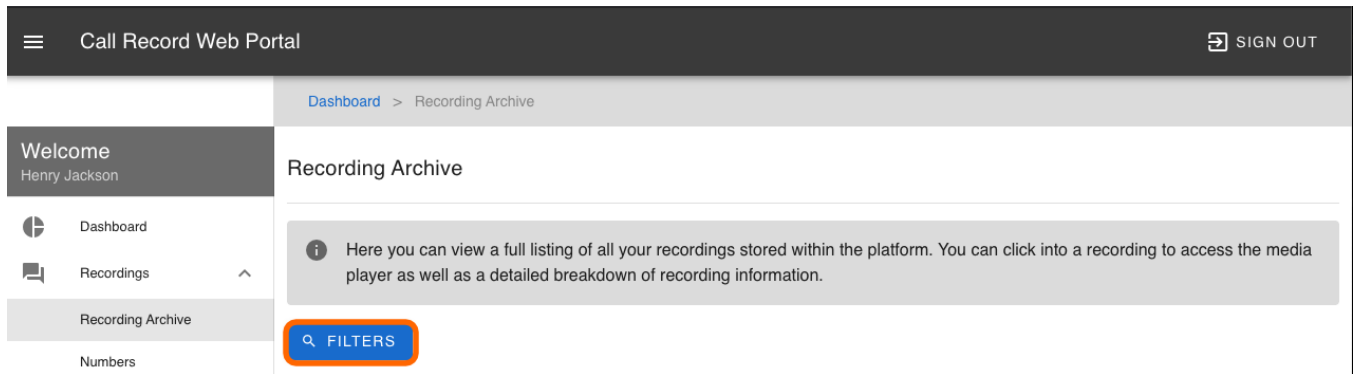 Call Record Web Portal
SIGN OUT
Dashboard > Recording Archive
Welcome
Henry Jackson
Dashboard
Recordings
Recording Archive
Numbers
Recording Archive
Here you can view a full listing of all your recordings stored within the platform. You can click into a recording to access the media
player as well as a detailed breakdown of recording information.
FILTERS